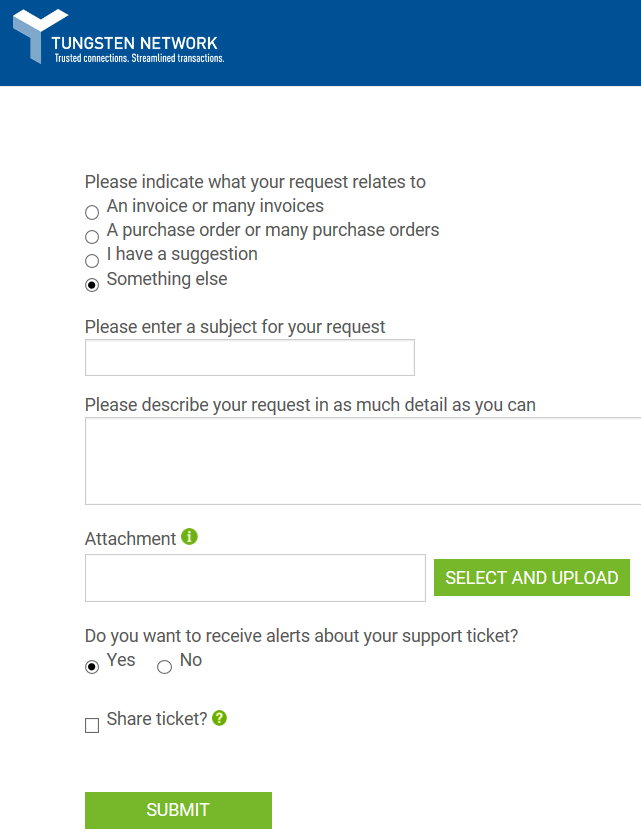 TUNGSTEN NETWORK
Trusted connections. Streamlined transactions.
Please indicate what your request relates to
An invoice or many invoices
A purchase order or many purchase orders
I have a suggestion
Something else
Please enter a subject for your request
Please describe your request in as much detail as you can
Attachment i
SELECT AND UPLOAD
Do you want to receive alerts about your support ticket?
Yes No
Share ticket? ?
SUBMIT